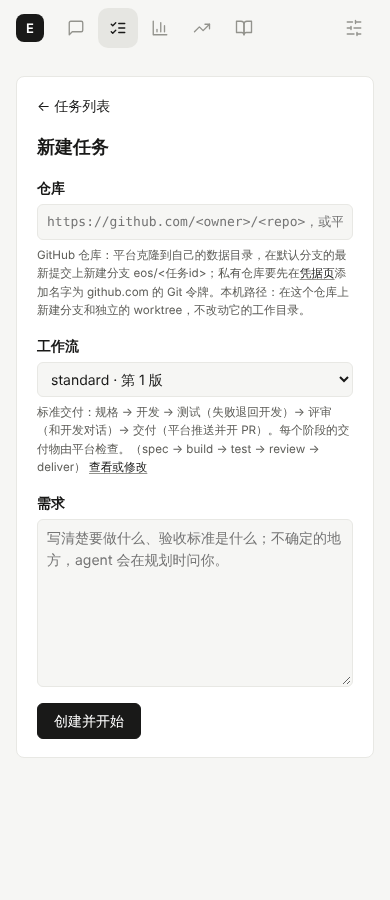 E
← 任务列表
新建任务
仓库
https://github.com/<owner>/<repo>，或平
GitHub 仓库：平台克隆到自己的数据目录，在默认分支的最
新提交上新建分支 eos/<任务id>；私有仓库要先在凭据页添
加名字为 github.com 的 Git 令牌。本机路径：在这个仓库上
新建分支和独立的 worktree，不改动它的工作目录。
工作流
standard · 第 1 版
标准交付：规格 → 开发 → 测试（失败退回开发）→ 评审
（和开发对话）→ 交付（平台推送并开 PR）。每个阶段的交
付物由平台检查。（spec → build → test → review →
deliver） 查看或修改
需求
写清楚要做什么、验收标准是什么；不确定的地
方，agent 会在规划时问你。
创建并开始